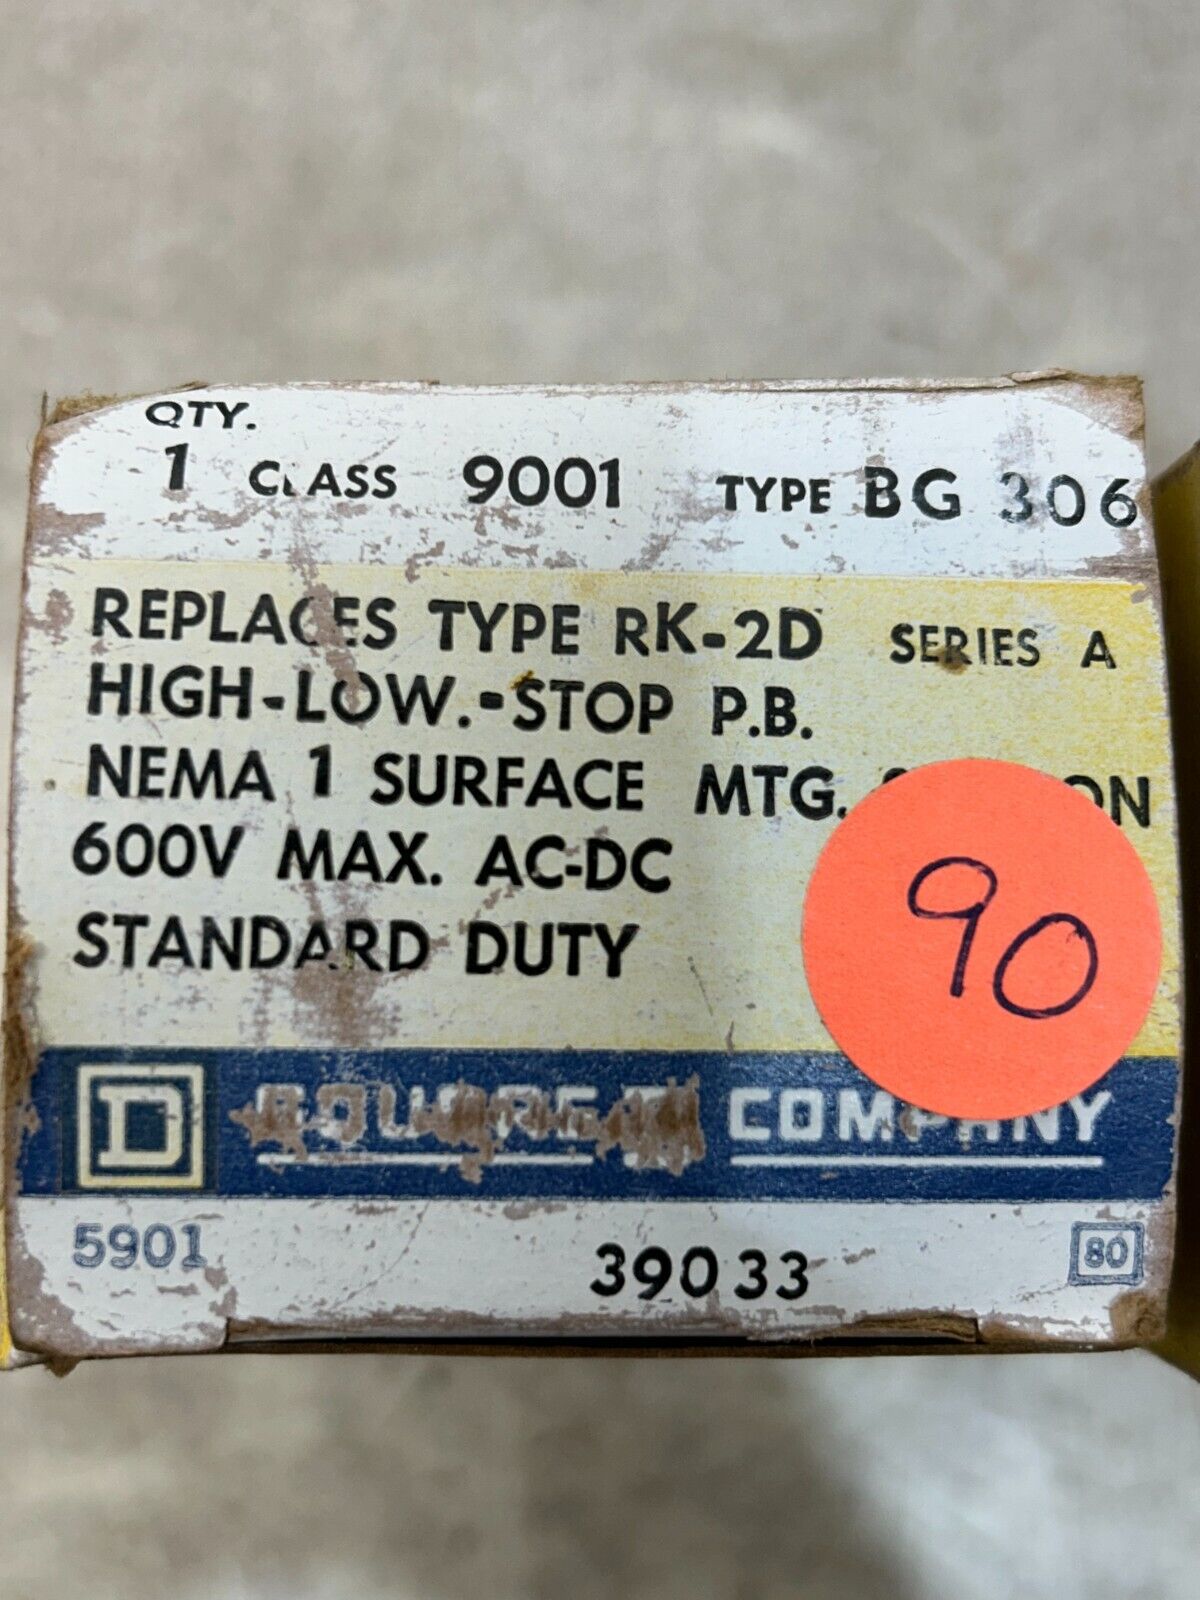 QTY.
1 CLASS 9001 TYPE BG 306
REPLACES TYPE RK-2D SERIES A
HIGH-LOW.-STOP P.B.
NEMA 1 SURFACE MTG.
600V MAX. AC-DC
STANDARD DUTY
90
D SQUARE D COMPANY
5901 39033 80